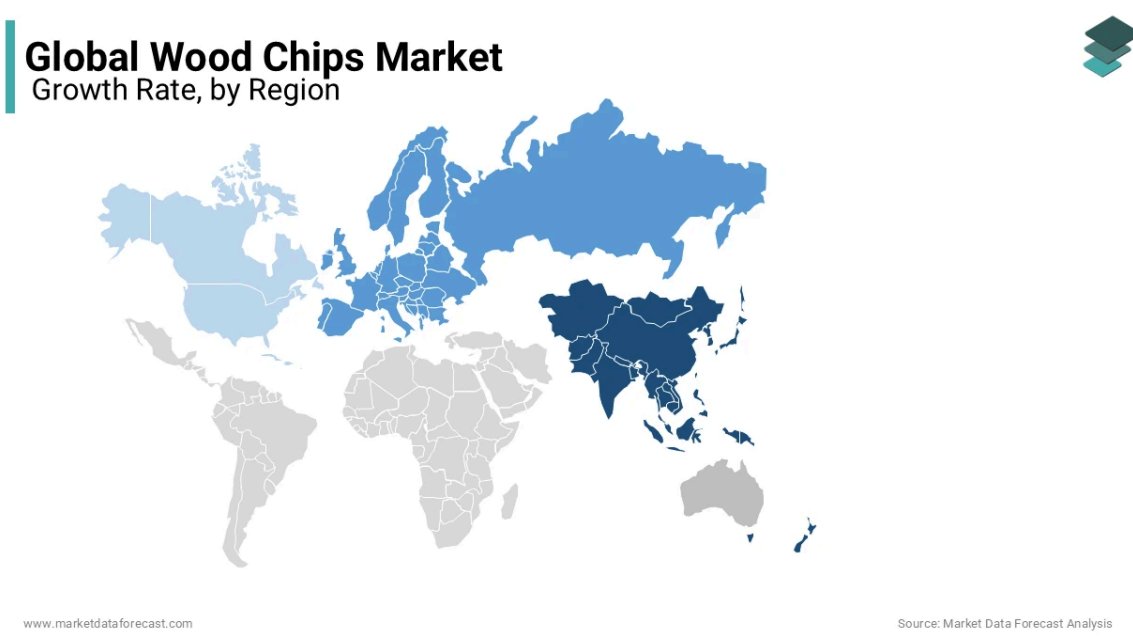 Global Wood Chips Market
Growth Rate, by Region
www.marketdataforecast.com
Source: Market Data Forecast Analysis